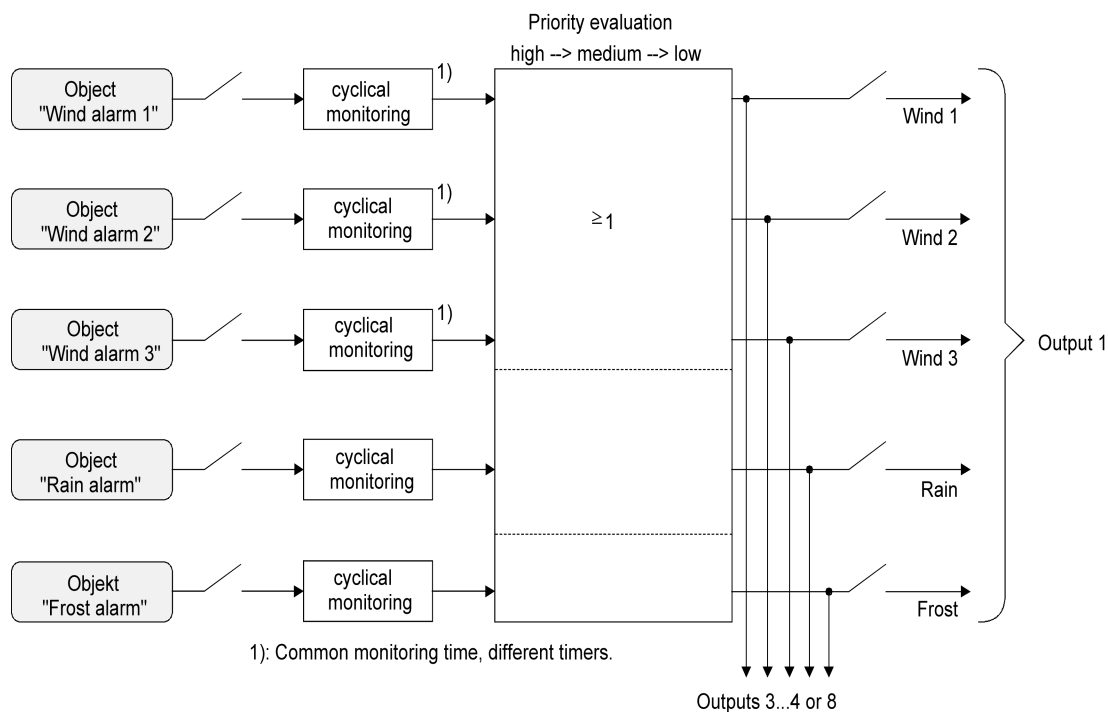 Priority evaluation
high --> medium --> low
Object
"Wind alarm 1"
cyclical
monitoring
1)
Wind 1
Object
"Wind alarm 2"
cyclical
monitoring
1)
≥1
Wind 2
Object
"Wind alarm 3"
cyclical
monitoring
1)
Wind 3
Output 1
Object
"Rain alarm"
cyclical
monitoring
Rain
Objekt
"Frost alarm"
cyclical
monitoring
Frost
1): Common monitoring time, different timers.
Outputs 3...4 or 8